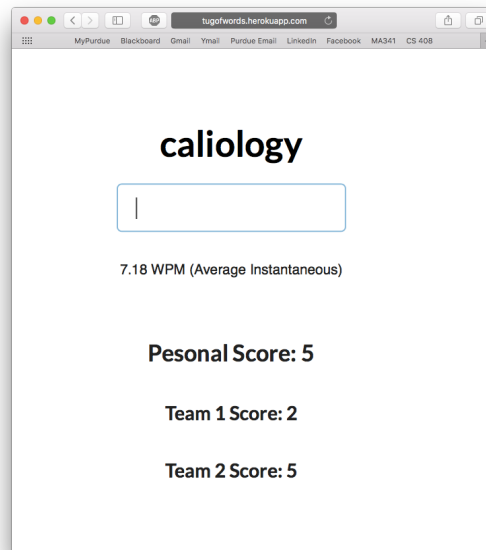 ABP tugofwords.herokuapp.com
MyPurdue Blackboard Gmail Ymail Purdue Email LinkedIn Facebook MA341 CS 408
caliology
7.18 WPM (Average Instantaneous)
Pesonal Score: 5
Team 1 Score: 2
Team 2 Score: 5